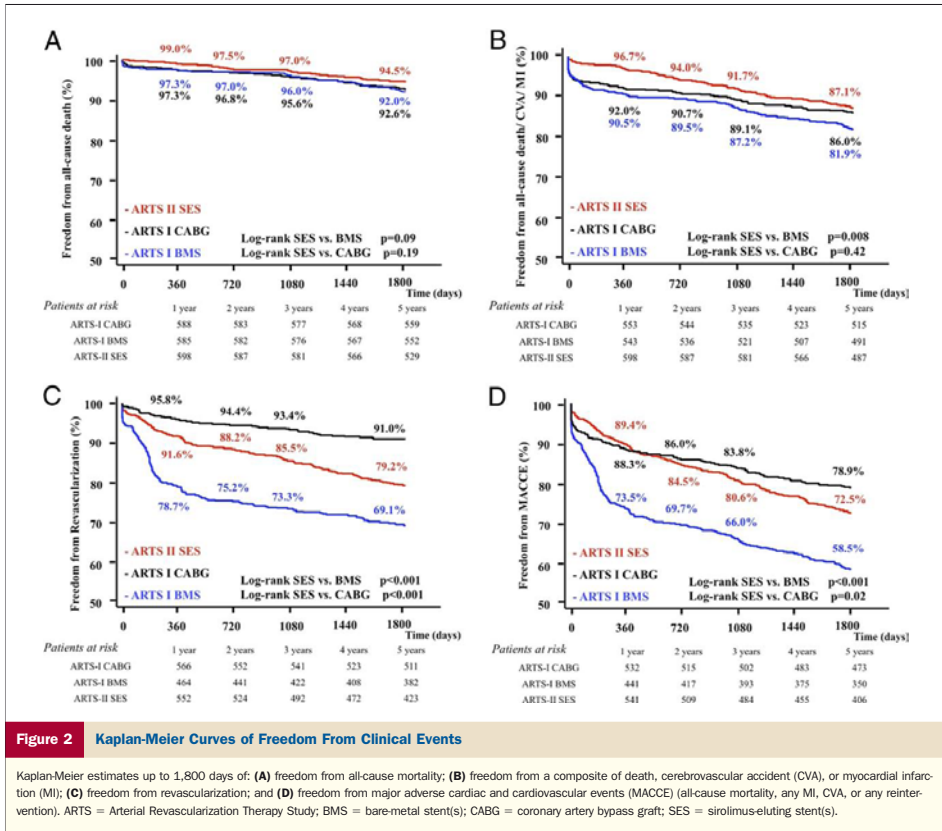 A
Freedom from all-cause death (%)
100
90
80
70
60
50
99.0%
97.5%
97.0%
94.5%
97.3%
97.0%
96.0%
92.0%
97.3%
96.8%
95.6%
92.6%
- ARTS II SES
- ARTS I CABG
- ARTS I BMS
Log-rank SES vs. BMS p=0.09
Log-rank SES vs. CABG p=0.19
0 360 720 1080 1440 1800
Time (days)
Patients at risk 1 year 2 years 3 years 4 years 5 years
ARTS-I CABG 588 583 577 568 559
ARTS-I BMS 585 582 576 567 552
ARTS-II SES 598 587 581 566 529
B
Freedom from all-cause death/ CVA/ MI (%)
100
90
80
70
60
50
96.7%
94.0%
91.7%
87.1%
92.0%
90.7%
89.1%
86.0%
90.5%
89.5%
87.2%
81.9%
- ARTS II SES
- ARTS I CABG
- ARTS I BMS
Log-rank SES vs. BMS p=0.008
Log-rank SES vs. CABG p=0.42
0 360 720 1080 1440 1800
Time (days)
Patients at risk 1 year 2 years 3 years 4 years 5 years
ARTS-I CABG 553 544 535 523 515
ARTS-I BMS 543 536 521 507 491
ARTS-II SES 598 587 581 566 487
C
Freedom from Revascularization (%)
100
90
80
70
60
50
95.8%
94.4%
93.4%
91.0%
91.6%
88.2%
85.5%
79.2%
78.7%
75.2%
73.3%
69.1%
- ARTS II SES
- ARTS I CABG
- ARTS I BMS
Log-rank SES vs. BMS p<0.001
Log-rank SES vs. CABG p<0.001
0 360 720 1080 1440 1800
Time (days)
Patients at risk 1 year 2 years 3 years 4 years 5 years
ARTS-I CABG 566 552 541 523 511
ARTS-I BMS 464 441 422 408 382
ARTS-II SES 552 524 492 472 423
D
Freedom from MACCE (%)
100
90
80
70
60
50
89.4%
86.0%
83.8%
78.9%
88.3%
84.5%
80.6%
72.5%
73.5%
69.7%
66.0%
58.5%
- ARTS II SES
- ARTS I CABG
- ARTS I BMS
Log-rank SES vs. BMS p<0.001
Log-rank SES vs. CABG p=0.02
0 360 720 1080 1440 1800
Time (days)
Patients at risk 1 year 2 years 3 years 4 years 5 years
ARTS-I CABG 532 515 502 483 473
ARTS-I BMS 441 417 393 375 350
ARTS-II SES 541 509 484 455 406
Figure 2 Kaplan-Meier Curves of Freedom From Clinical Events
Kaplan-Meier estimates up to 1,800 days of: (A) freedom from all-cause mortality; (B) freedom from a composite of death, cerebrovascular accident (CVA), or myocardial infarc-
tion (MI); (C) freedom from revascularization; and (D) freedom from major adverse cardiac and cardiovascular events (MACCE) (all-cause mortality, any MI, CVA, or any reinter-
vention). ARTS = Arterial Revascularization Therapy Study; BMS = bare-metal stent(s); CABG = coronary artery bypass graft; SES = sirolimus-eluting stent(s).